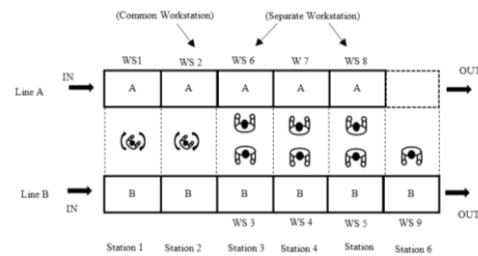 (Common Workstation) (Separate Workstation)
WS1 WS 2 WS 6 W 7 WS 8
IN OUT
Line A A A A A A
Line B B B B B B B
IN OUT
WS 3 WS 4 WS 5 WS 9
Station 1 Station 2 Station 3 Station 4 Station Station 6